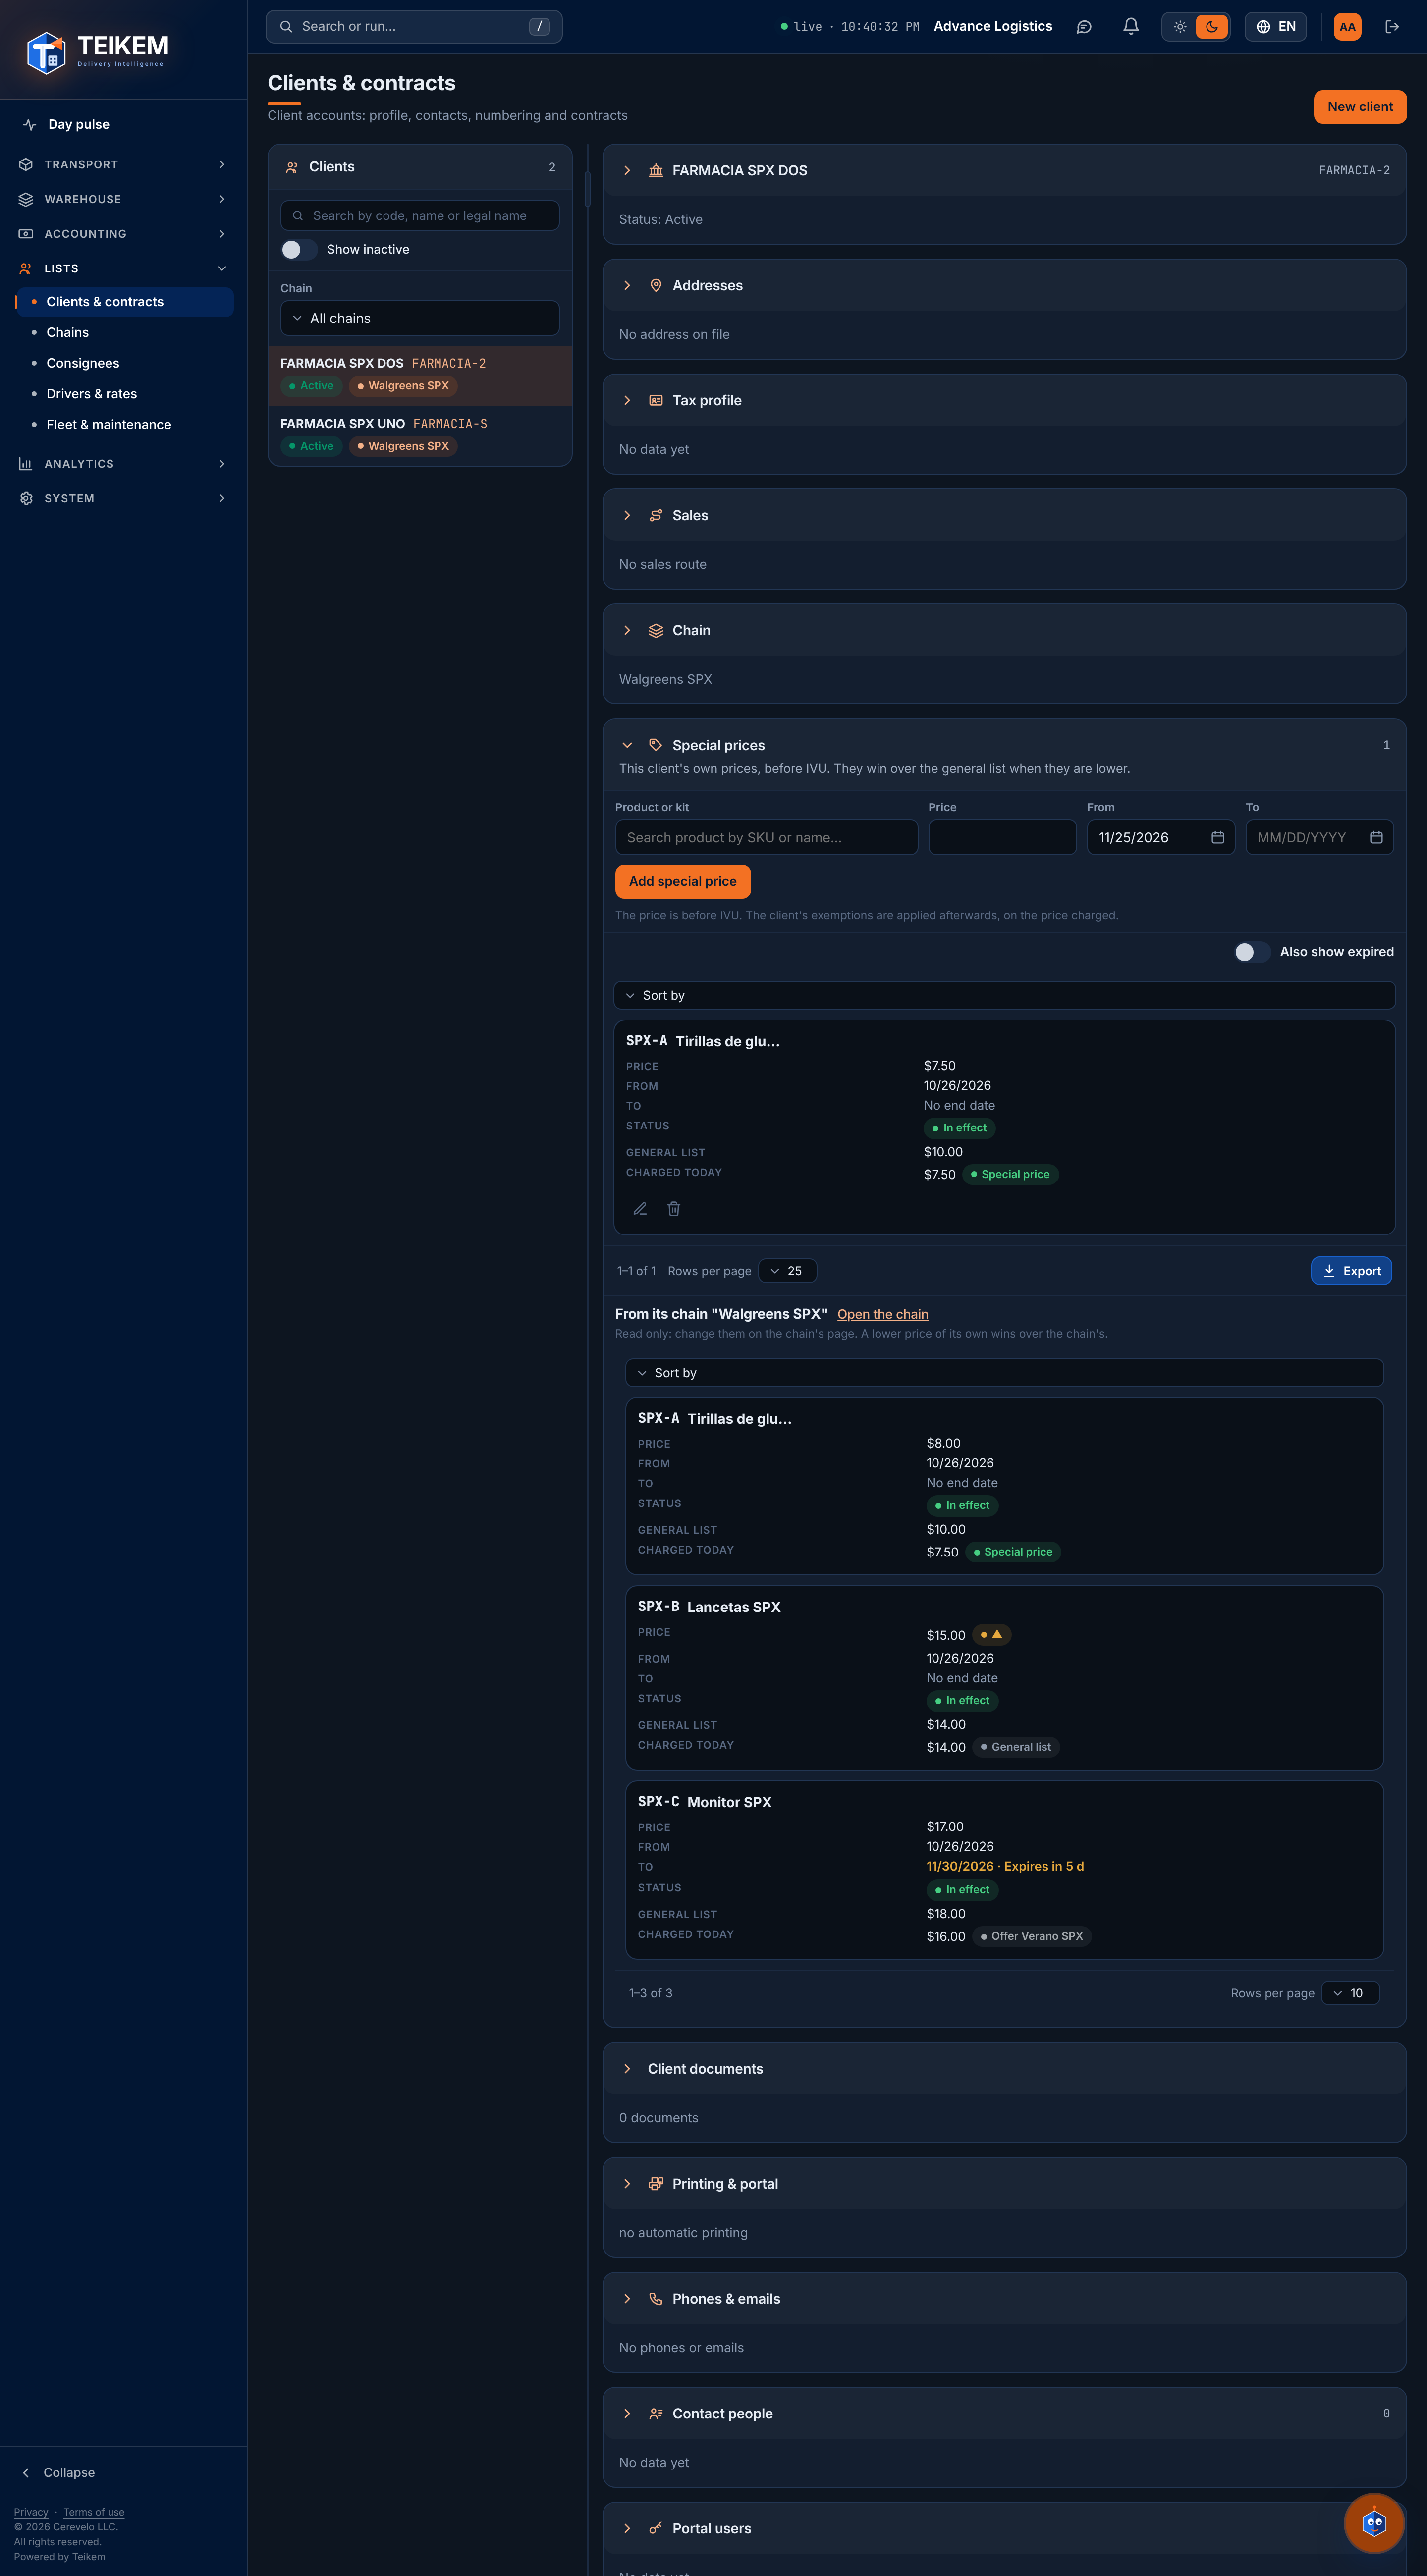 TEIKEM
Delivery Intelligence
Search or run...
/
live · 10:40:32 PM
Advance Logistics
EN
AA
Day pulse
TRANSPORT
WAREHOUSE
ACCOUNTING
LISTS
Clients & contracts
Chains
Consignees
Drivers & rates
Fleet & maintenance
ANALYTICS
SYSTEM
Collapse
Privacy · Terms of use
© 2026 Cerevelo LLC.
All rights reserved.
Powered by Teikem
Clients & contracts
Client accounts: profile, contacts, numbering and contracts
New client
Clients
2
Search by code, name or legal name
Show inactive
Chain
All chains
FARMACIA SPX DOS FARMACIA-2
Active Walgreens SPX
FARMACIA SPX UNO FARMACIA-S
Active Walgreens SPX
FARMACIA SPX DOS
FARMACIA-2
Status: Active
Addresses
No address on file
Tax profile
No data yet
Sales
No sales route
Chain
Walgreens SPX
Special prices
1
This client's own prices, before IVU. They win over the general list when they are lower.
Product or kit
Price
From
To
Search product by SKU or name...
11/25/2026
MM/DD/YYYY
Add special price
The price is before IVU. The client's exemptions are applied afterwards, on the price charged.
Also show expired
Sort by
SPX-A Tirillas de glu...
PRICE $7.50
FROM 10/26/2026
TO No end date
STATUS In effect
GENERAL LIST $10.00
CHARGED TODAY $7.50 Special price
1–1 of 1 Rows per page 25
Export
From its chain "Walgreens SPX" Open the chain
Read only: change them on the chain's page. A lower price of its own wins over the chain's.
Sort by
SPX-A Tirillas de glu...
PRICE $8.00
FROM 10/26/2026
TO No end date
STATUS In effect
GENERAL LIST $10.00
CHARGED TODAY $7.50 Special price
SPX-B Lancetas SPX
PRICE $15.00
FROM 10/26/2026
TO No end date
STATUS In effect
GENERAL LIST $14.00
CHARGED TODAY $14.00 General list
SPX-C Monitor SPX
PRICE $17.00
FROM 10/26/2026
TO 11/30/2026 · Expires in 5 d
STATUS In effect
GENERAL LIST $18.00
CHARGED TODAY $16.00 Offer Verano SPX
1–3 of 3
Rows per page 10
Client documents
0 documents
Printing & portal
no automatic printing
Phones & emails
No phones or emails
Contact people
0
No data yet
Portal users